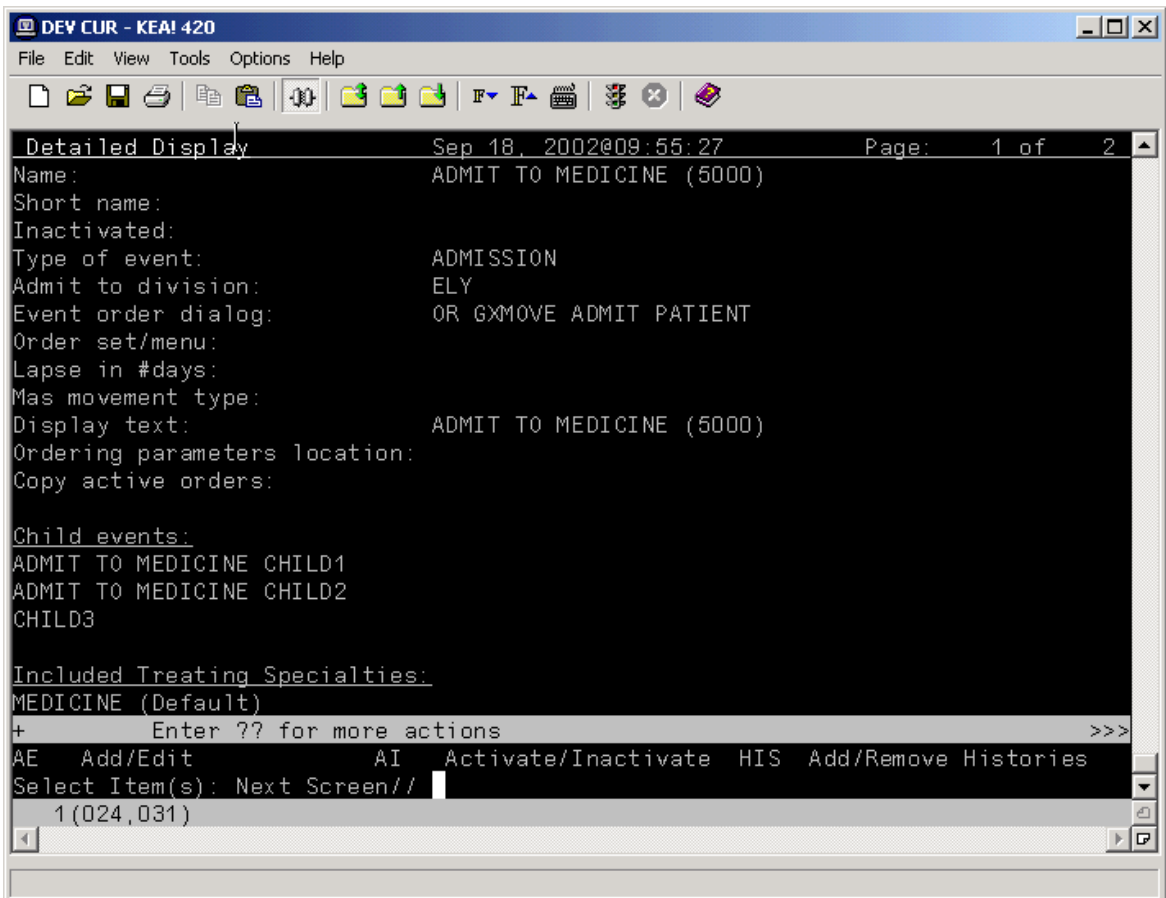 DEV CUR - KEA! 420
File Edit View Tools Options Help
Detailed Display Sep 18, 2002@09:55:27 Page: 1 of 2
Name: ADMIT TO MEDICINE (5000)
Short name:
Inactivated:
Type of event: ADMISSION
Admit to division: ELY
Event order dialog: OR GXMOVE ADMIT PATIENT
Order set/menu:
Lapse in #days:
Mas movement type:
Display text: ADMIT TO MEDICINE (5000)
Ordering parameters location:
Copy active orders:
Child events:
ADMIT TO MEDICINE CHILD1
ADMIT TO MEDICINE CHILD2
CHILD3
Included Treating Specialties:
MEDICINE (Default)
+ Enter ?? for more actions >>>
AE Add/Edit AI Activate/Inactivate HIS Add/Remove Histories
Select Item(s): Next Screen//
1(024,031)